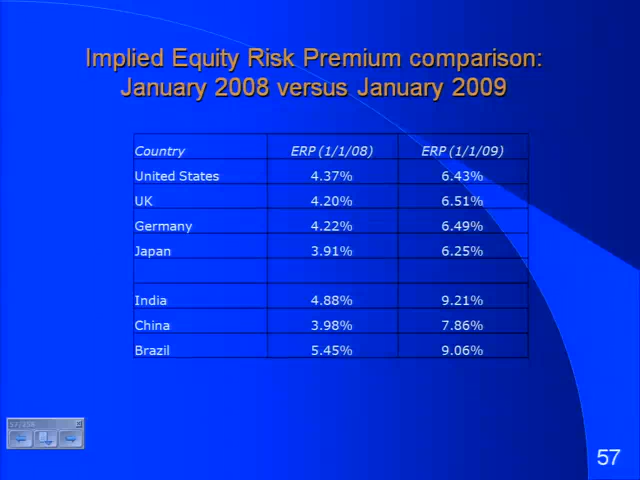 Implied Equity Risk Premium comparison:
January 2008 versus January 2009
Country ERP (1/1/08) ERP (1/1/09)
United States 4.37% 6.43%
UK 4.20% 6.51%
Germany 4.22% 6.49%
Japan 3.91% 6.25%
India 4.88% 9.21%
China 3.98% 7.86%
Brazil 5.45% 9.06%
57